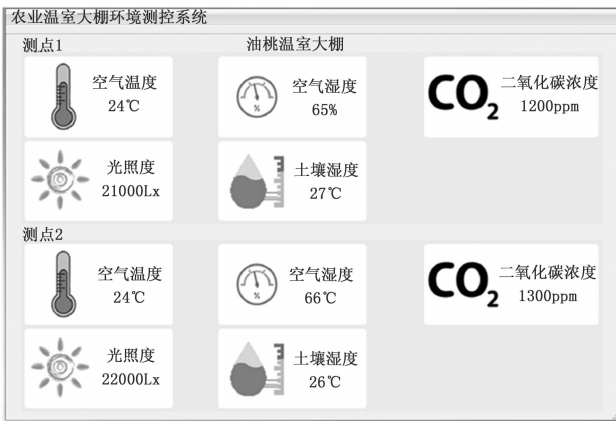 农业温室大棚环境测控系统
测点1
油桃温室大棚
空气温度
24℃
%
空气湿度
65%
CO2
二氧化碳浓度
1200ppm
光照度
21000Lx
土壤湿度
27℃
测点2
空气温度
24℃
%
空气湿度
66℃
CO2
二氧化碳浓度
1300ppm
光照度
22000Lx
土壤湿度
26℃